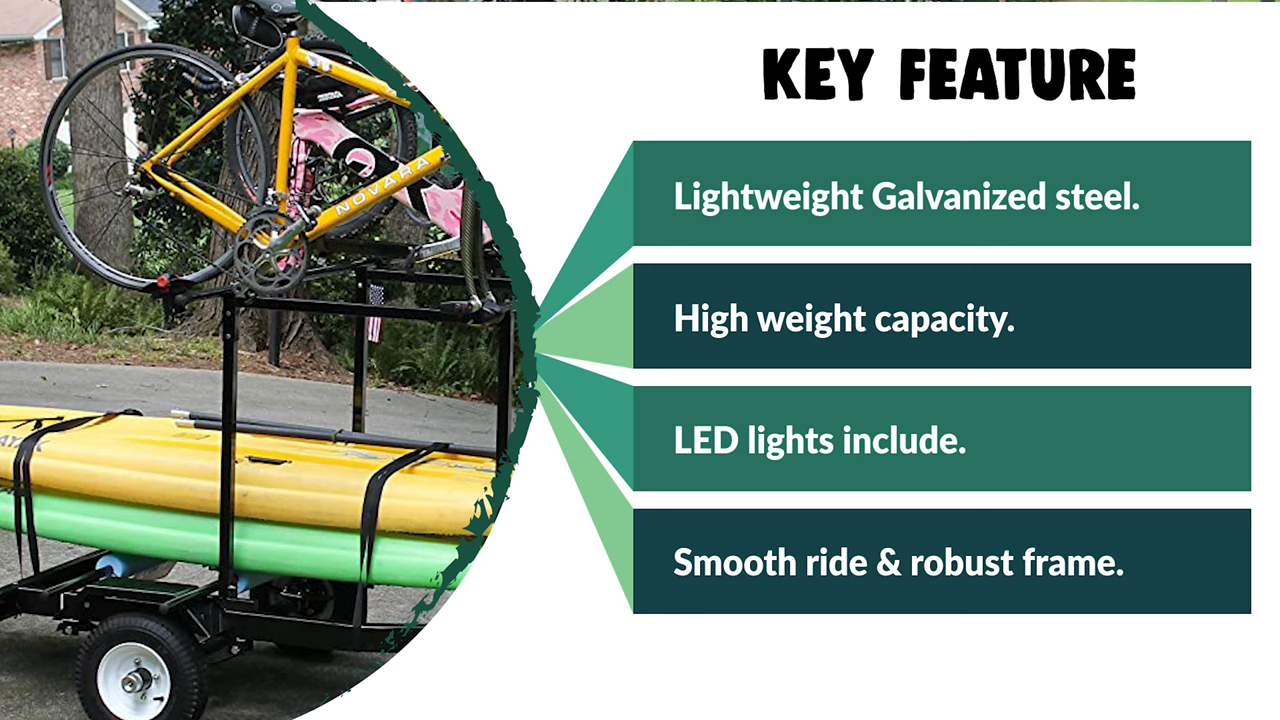 KEY FEATURE
Lightweight Galvanized steel.
High weight capacity.
LED lights include.
Smooth ride & robust frame.
NOVARA